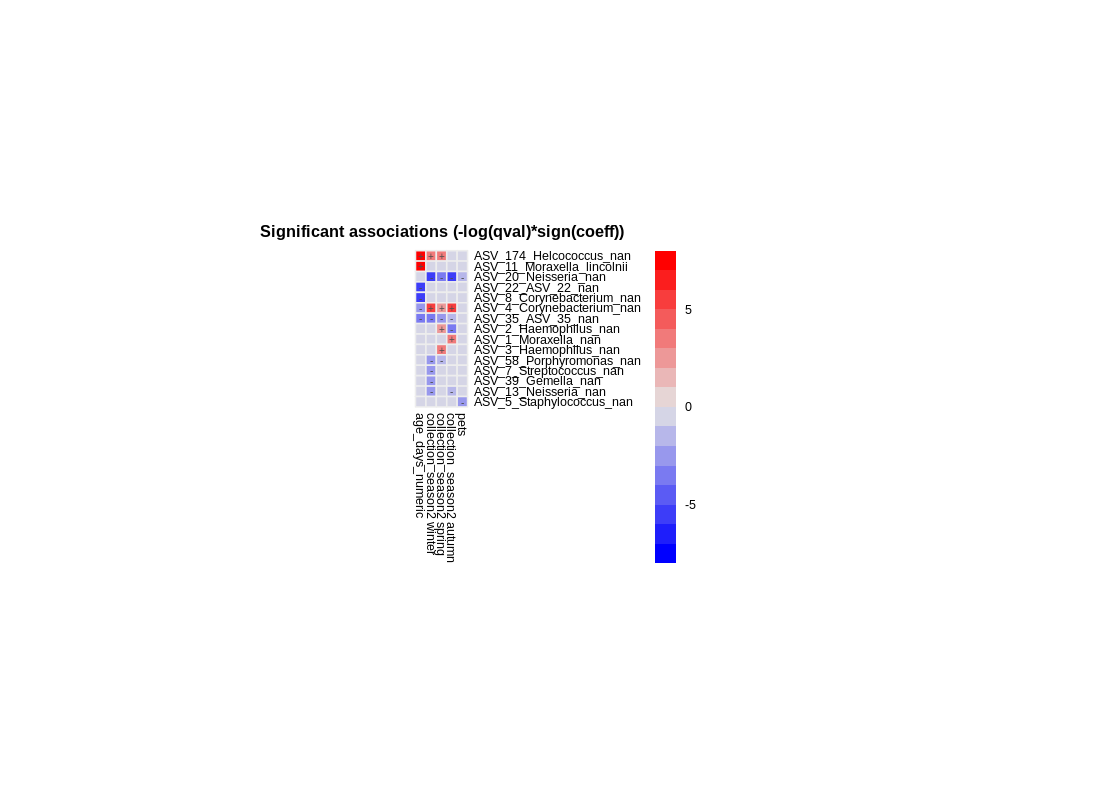 Significant associations (-log(qval)*sign(coeff))
ASV_174_Helcococcus_nan
ASV_11_Moraxella_lincolnii
ASV_20_Neisseria_nan
ASV_22_ASV_22_nan
ASV_8_Corynebacterium_nan
ASV_4_Corynebacterium_nan
ASV_35_ASV_35_nan
ASV_2_Haemophilus_nan
ASV_1_Moraxella_nan
ASV_3_Haemophilus_nan
ASV_58_Porphyromonas_nan
ASV_7_Streptococcus_nan
ASV_39_Gemella_nan
ASV_13_Neisseria_nan
ASV_5_Staphylococcus_nan
age_days_numeric
collection_season2 winter
collection_season2 spring
collection_season2 autumn
pets
5
0
-5